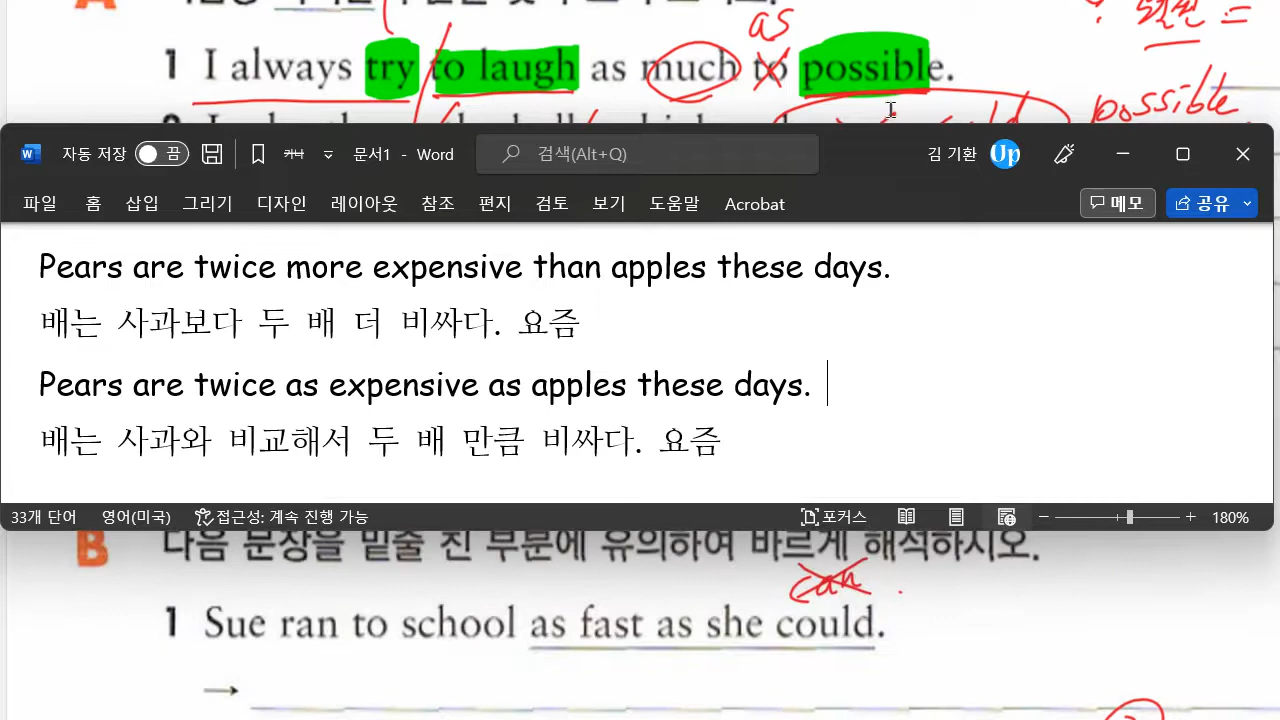 as
1 I always try to laugh as much to possible.
possible
자동 저장 끔 가나 문서1 - Word 검색(Alt+Q) 김 기환 Up
파일 홈 삽입 그리기 디자인 레이아웃 참조 편지 검토 보기 도움말 Acrobat 메모 공유
Pears are twice more expensive than apples these days.
배는 사과보다 두 배 더 비싸다. 요즘
Pears are twice as expensive as apples these days.
배는 사과와 비교해서 두 배 만큼 비싸다. 요즘
33개 단어 영어(미국) 접근성: 계속 진행 가능 포커스 180%
B 다음 문장을 밑줄 친 부분에 유의하여 바르게 해석하시오.
can
1 Sue ran to school as fast as she could.
→